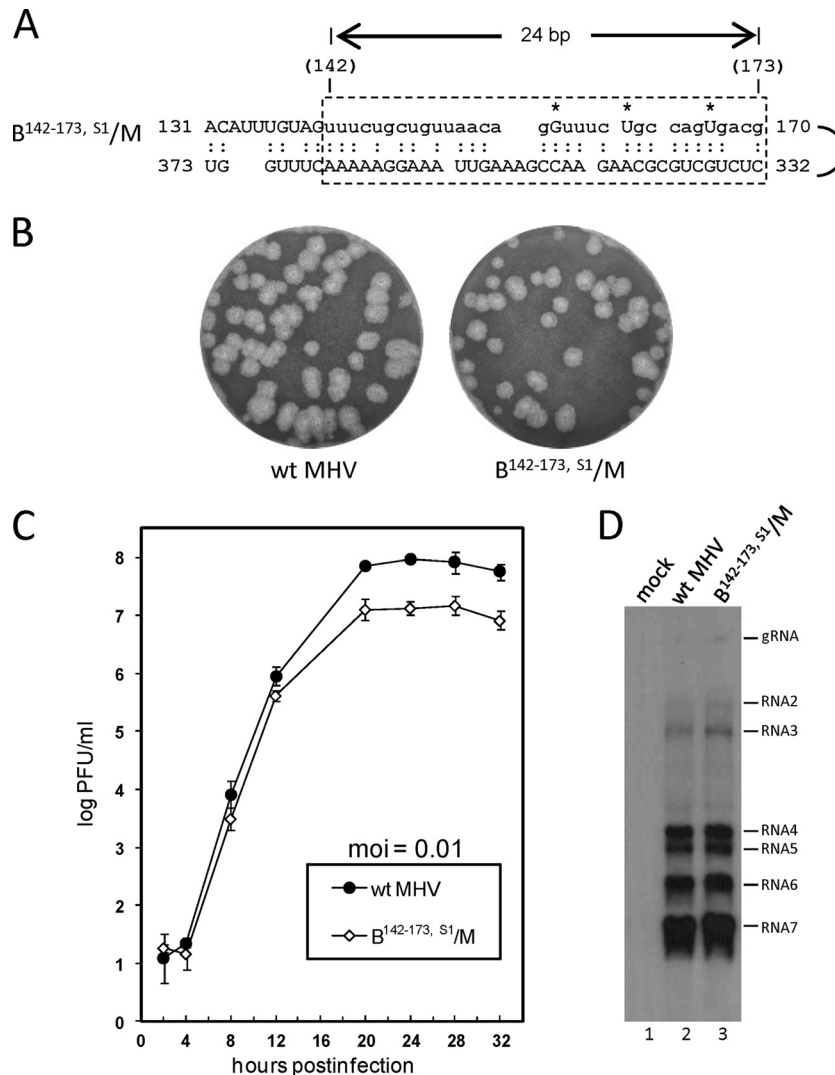 A
24 bp
(142) (173)
* * *
B142-173, S1/M 131 ACAUUUGUAGuuucugcuguuaaca gGuuuc Ugc cagUgacg 170
:: ::::: :::: ::: :: :: : ::::: :
373 UG GUUUCAAAAAGGAAA UUGAAAGCCAA GAACGCGUCGUCUC 332
B
wt MHV B142-173, S1/M
C
8
7
6
5
4
3
2
1
0
log PFU/ml
moi = 0.01
wt MHV
B142-173, S1/M
0 4 8 12 16 20 24 28 32
hours postinfection
D
mock wt MHV B142-173, S1/M
gRNA
RNA2
RNA3
RNA4
RNA5
RNA6
RNA7
1 2 3